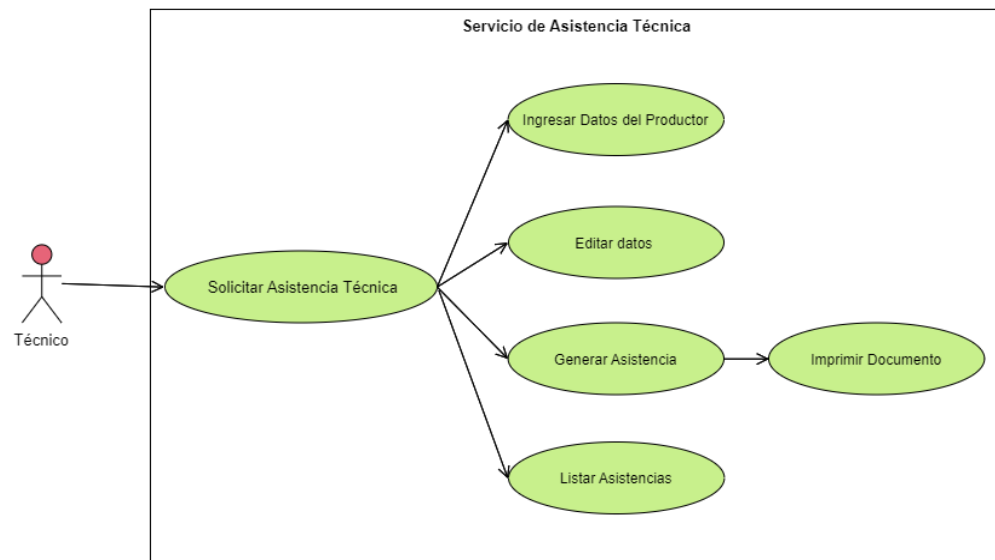 Servicio de Asistencia Técnica
Ingresar Datos del Productor
Editar datos
Solicitar Asistencia Técnica
Técnico
Generar Asistencia
Imprimir Documento
Listar Asistencias